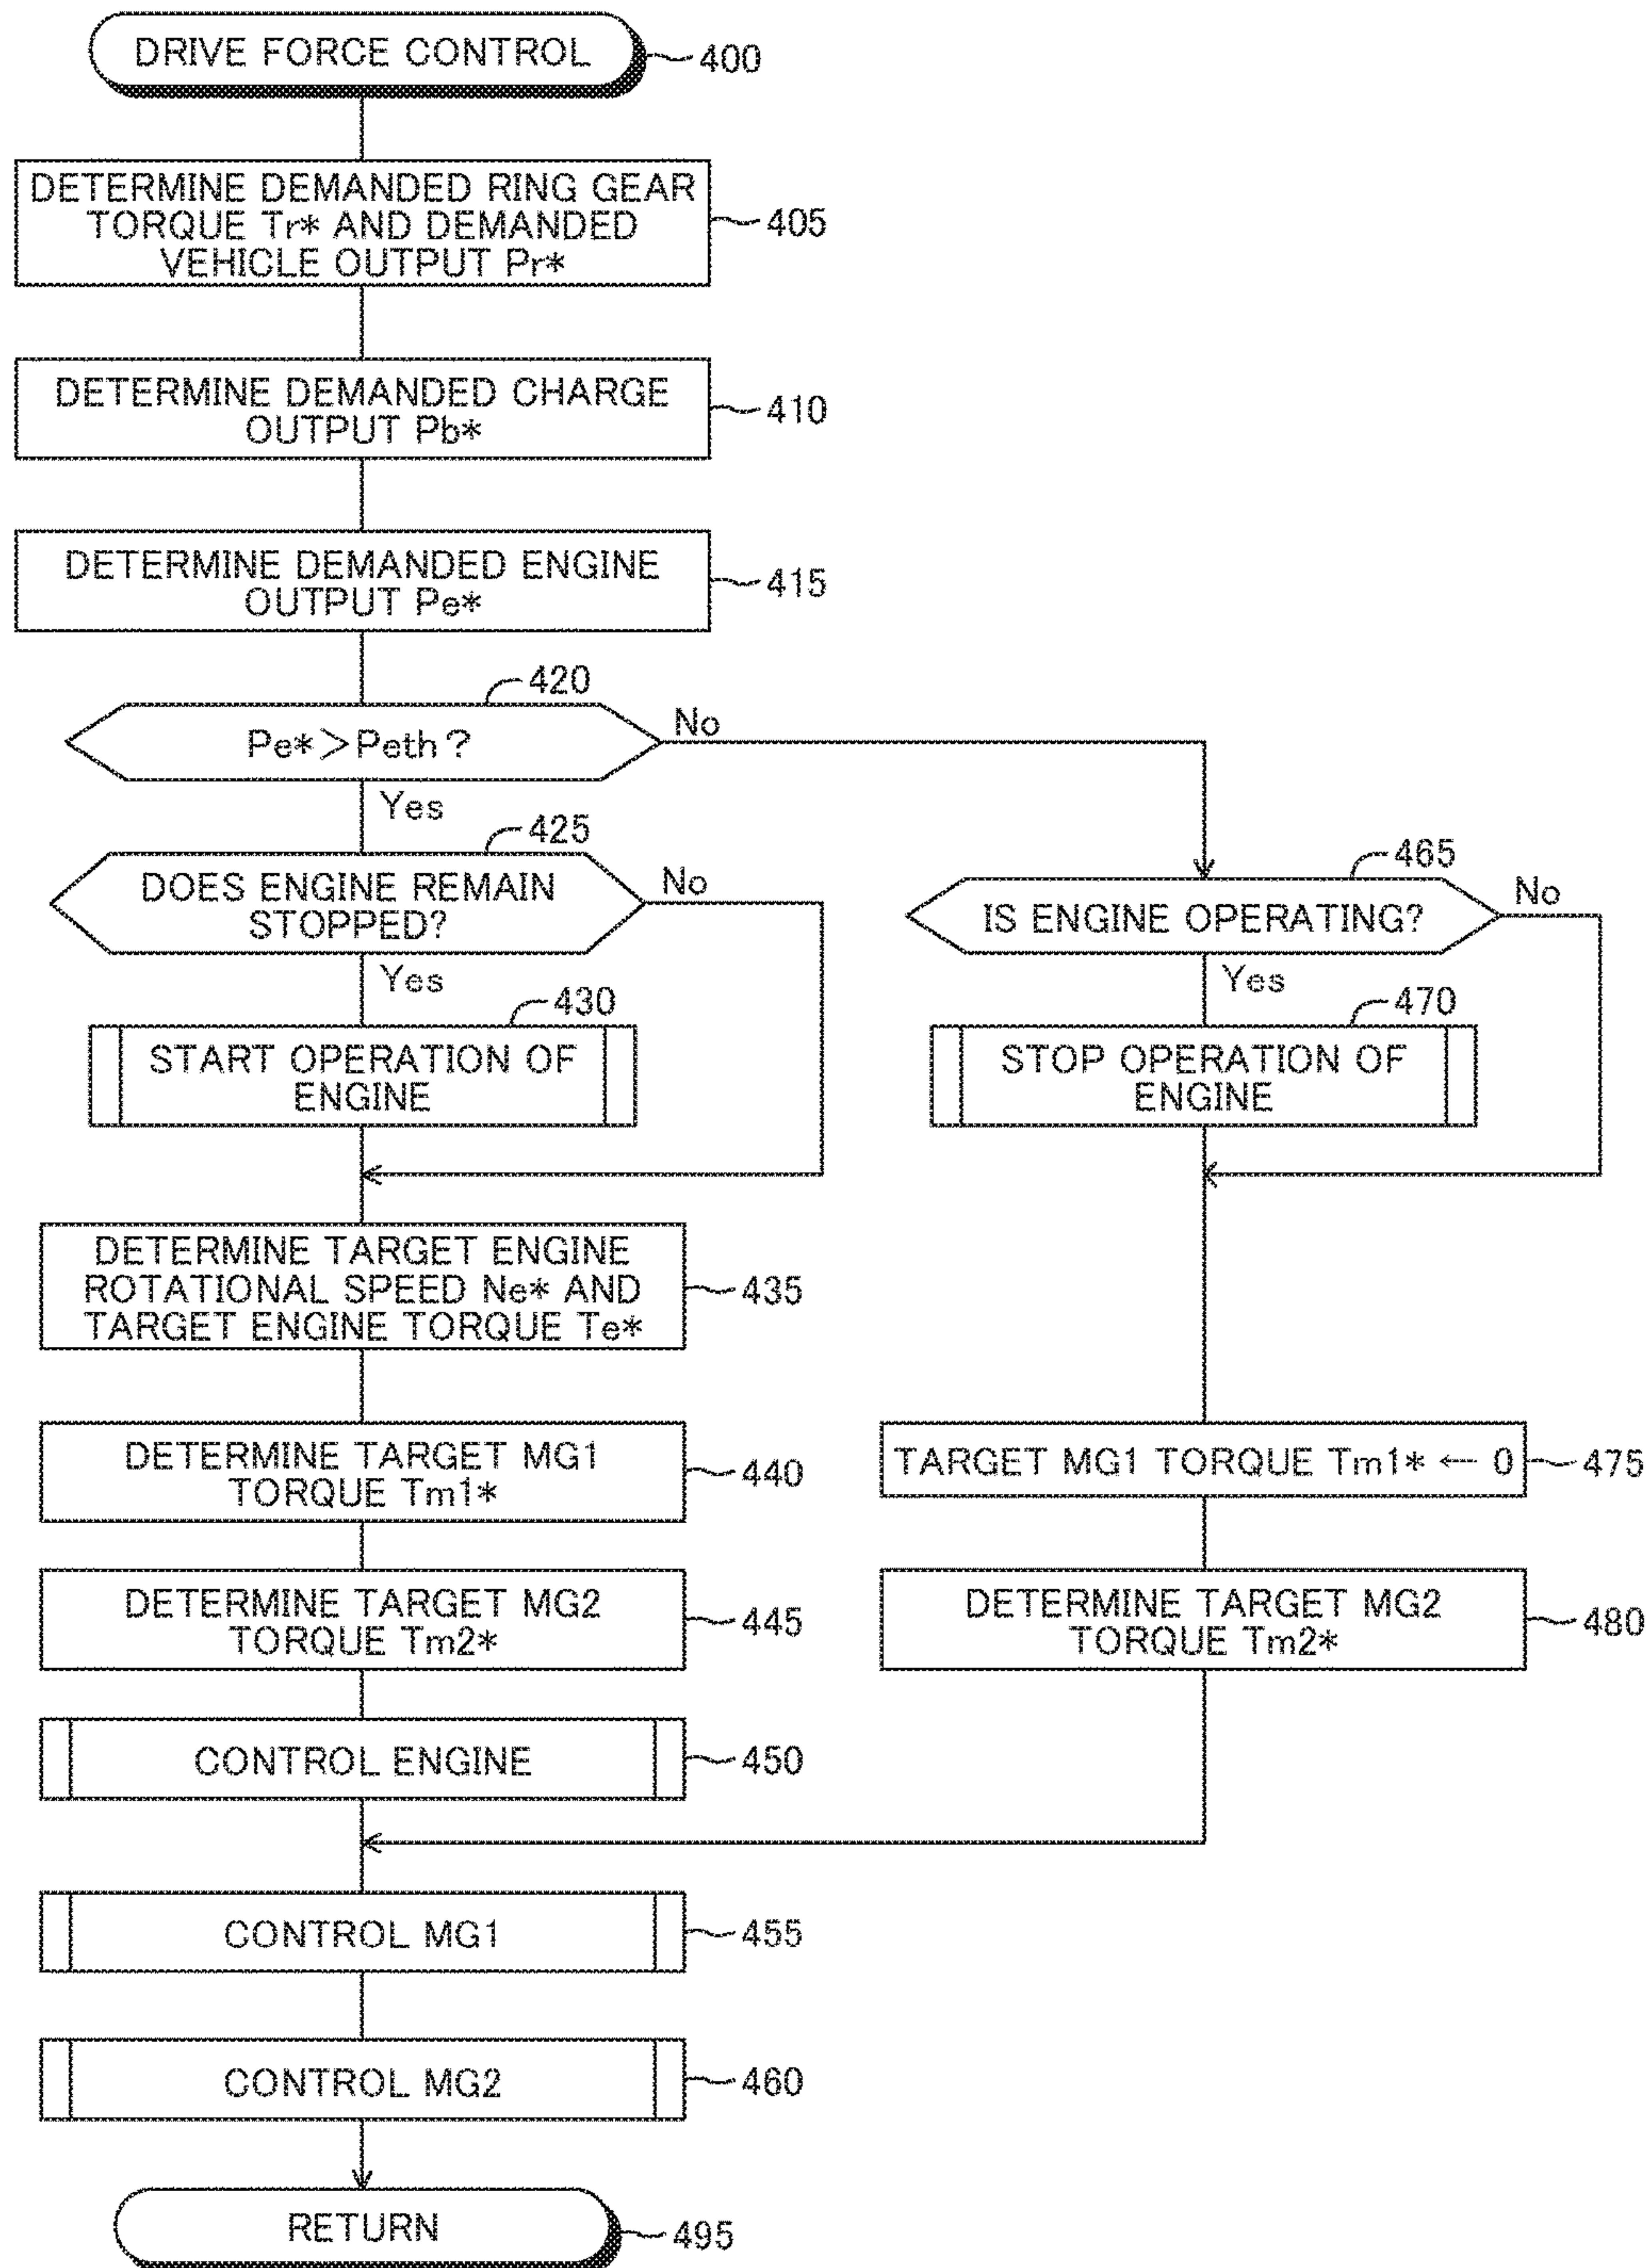 DRIVE FORCE CONTROL
400
DETERMINE DEMANDED RING GEAR
TORQUE Tr* AND DEMANDED
VEHICLE OUTPUT Pr*
405
DETERMINE DEMANDED CHARGE
OUTPUT Pb*
410
DETERMINE DEMANDED ENGINE
OUTPUT Pe*
415
420
Pe*>Peth?
No
Yes
425
DOES ENGINE REMAIN
STOPPED?
No
Yes
465
IS ENGINE OPERATING?
No
Yes
430
START OPERATION OF
ENGINE
470
STOP OPERATION OF
ENGINE
DETERMINE TARGET ENGINE
ROTATIONAL SPEED Ne* AND
TARGET ENGINE TORQUE Te*
435
DETERMINE TARGET MG1
TORQUE Tm1*
440
TARGET MG1 TORQUE Tm1* ← 0
475
DETERMINE TARGET MG2
TORQUE Tm2*
445
DETERMINE TARGET MG2
TORQUE Tm2*
480
CONTROL ENGINE
450
CONTROL MG1
455
CONTROL MG2
460
RETURN
495